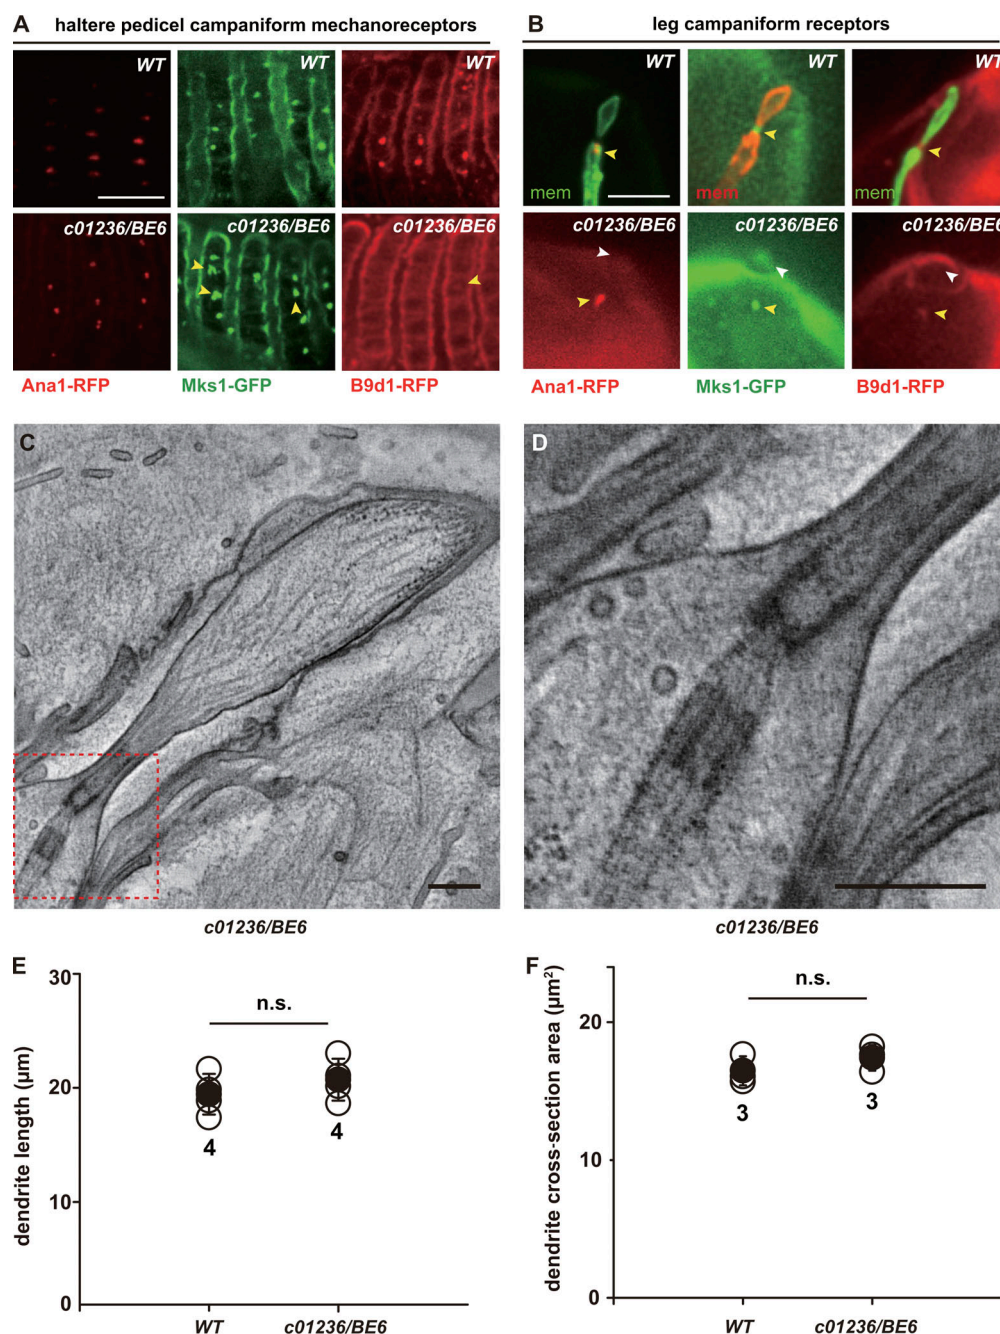 A haltere pedicel campaniform mechanoreceptors
B leg campaniform receptors
WT WT WT
WT WT WT
mem mem mem
c01236/BE6 c01236/BE6 c01236/BE6
c01236/BE6 c01236/BE6 c01236/BE6
Ana1-RFP Mks1-GFP B9d1-RFP
Ana1-RFP Mks1-GFP B9d1-RFP
C
D
c01236/BE6
c01236/BE6
E
30
n.s.
20
4 4
10
0
dendrite length (µm)
WT c01236/BE6
F
n.s.
20
3 3
10
0
dendrite cross-section area (µm²)
WT c01236/BE6